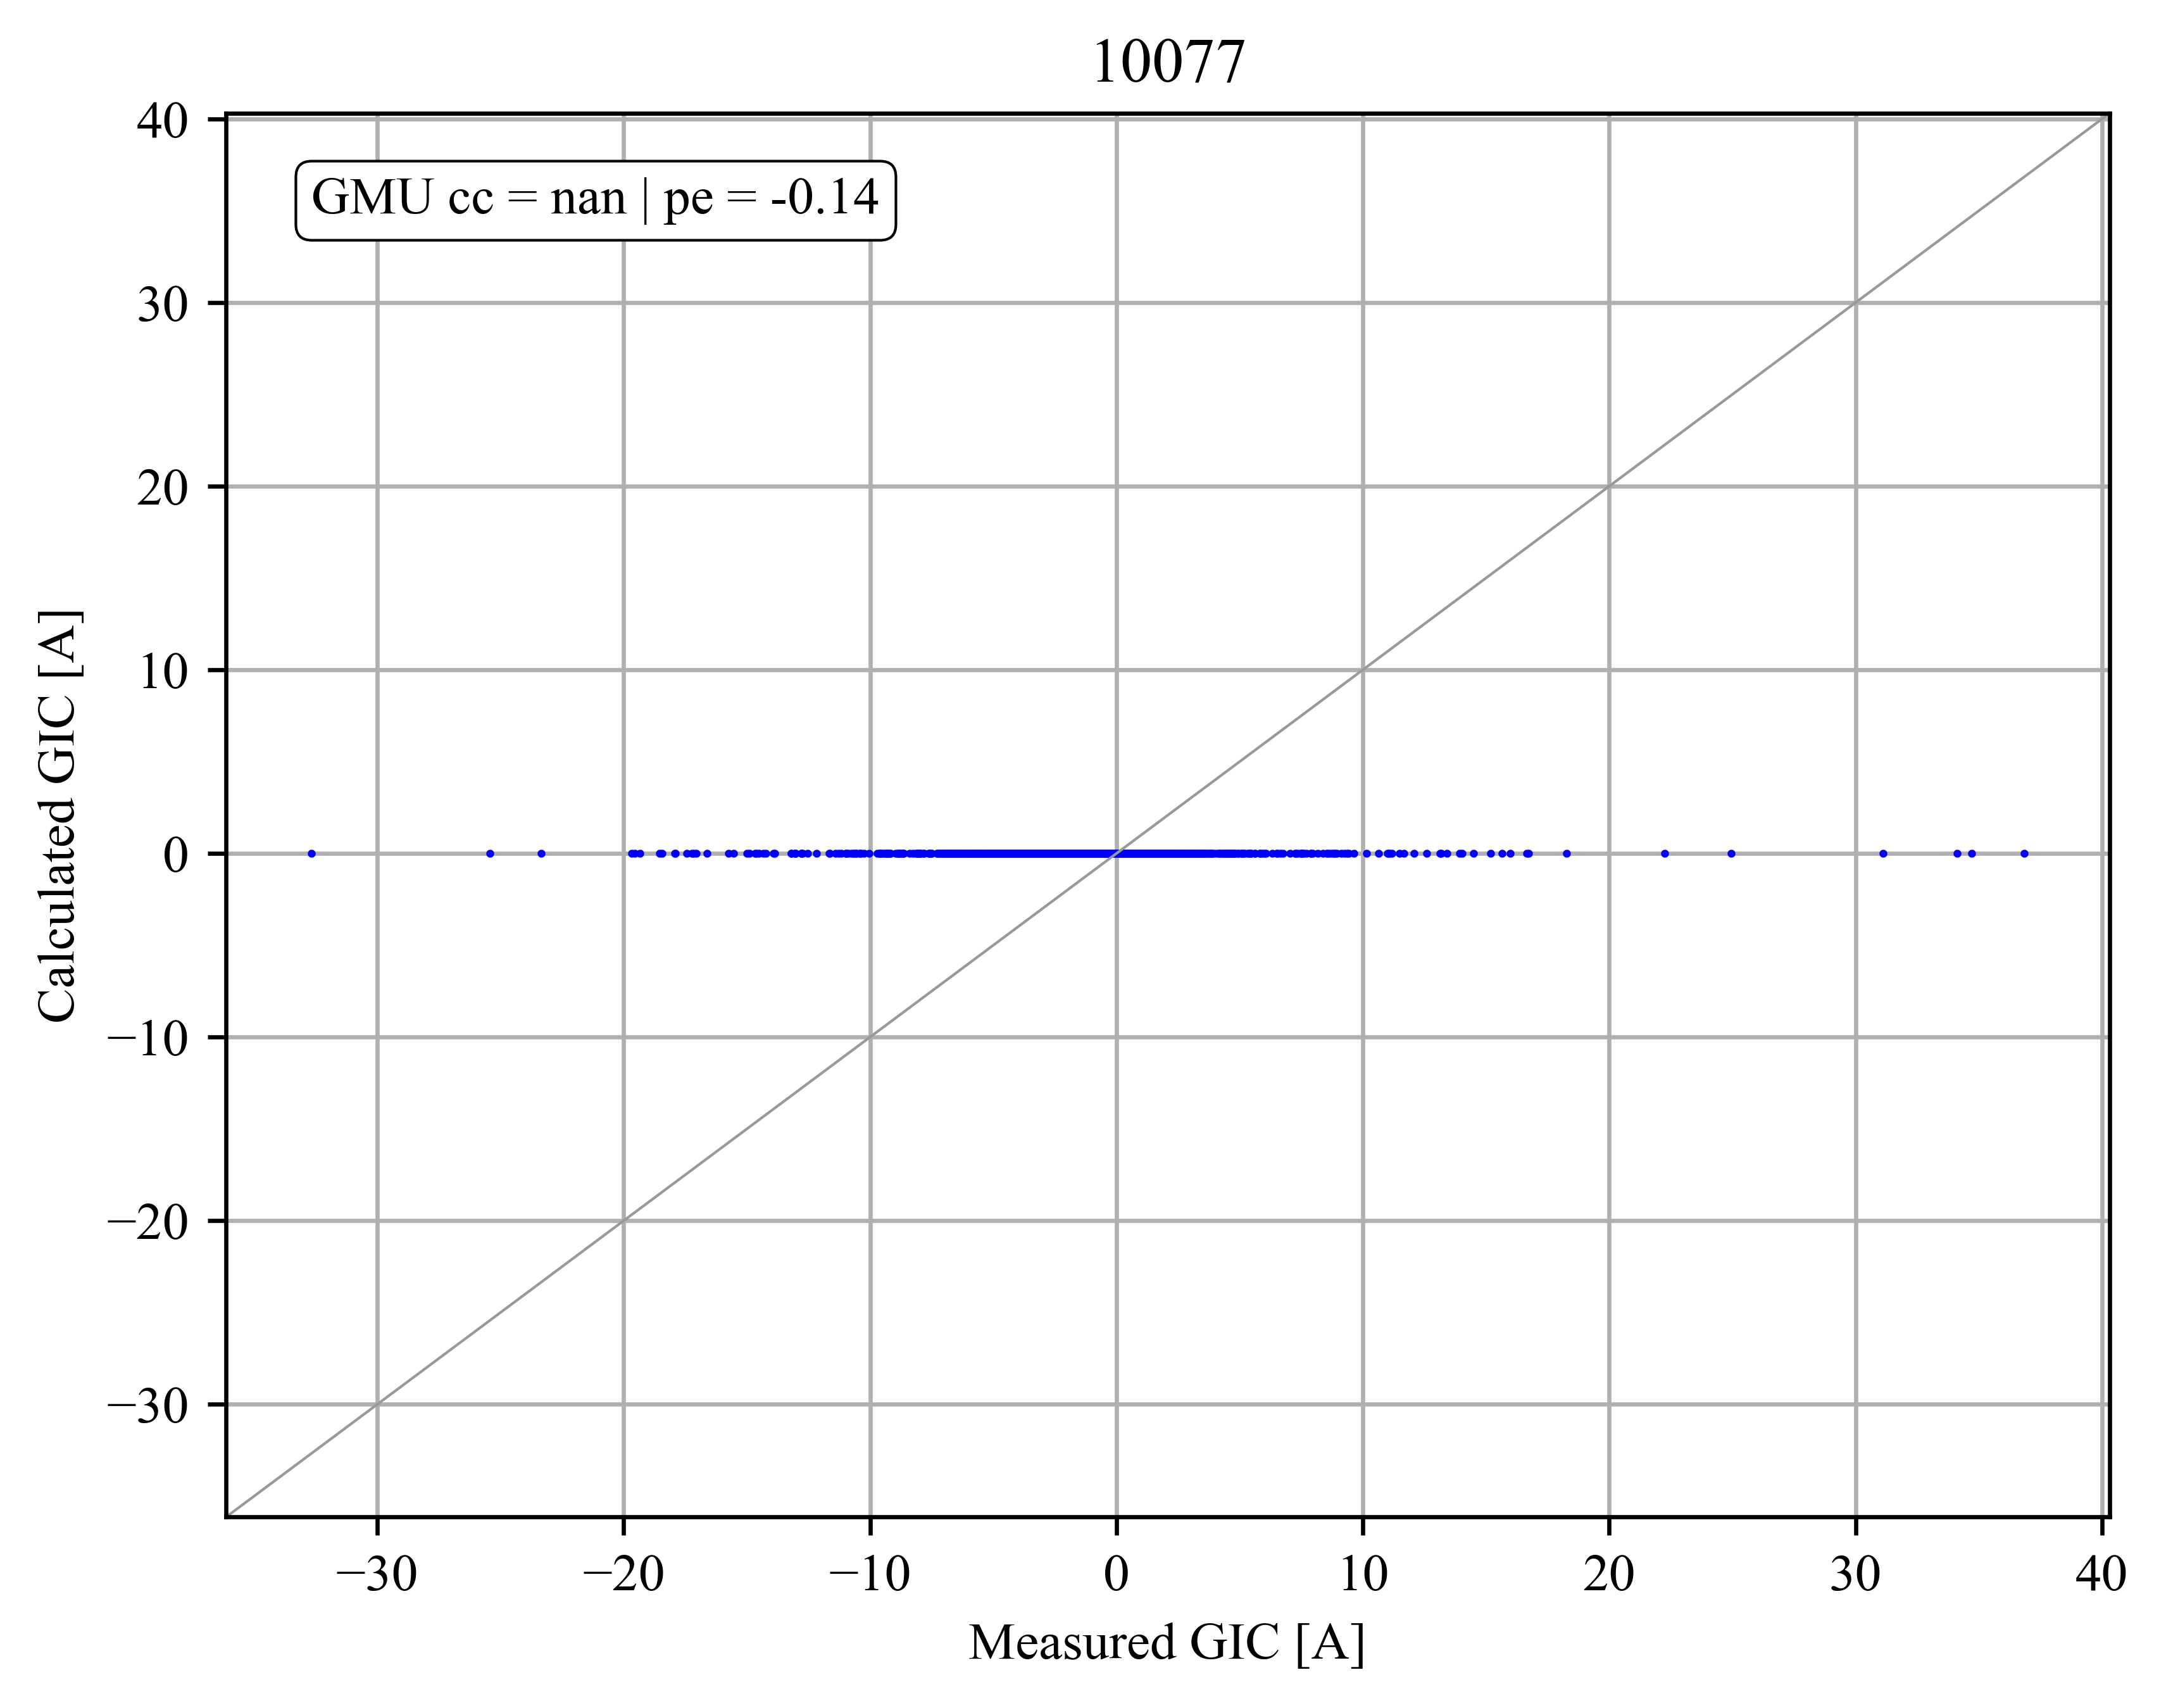 10077
GMU cc = nan | pe = -0.14
40
30
20
10
0
−10
−20
−30
Calculated GIC [A]
−30 −20 −10 0 10 20 30 40
Measured GIC [A]